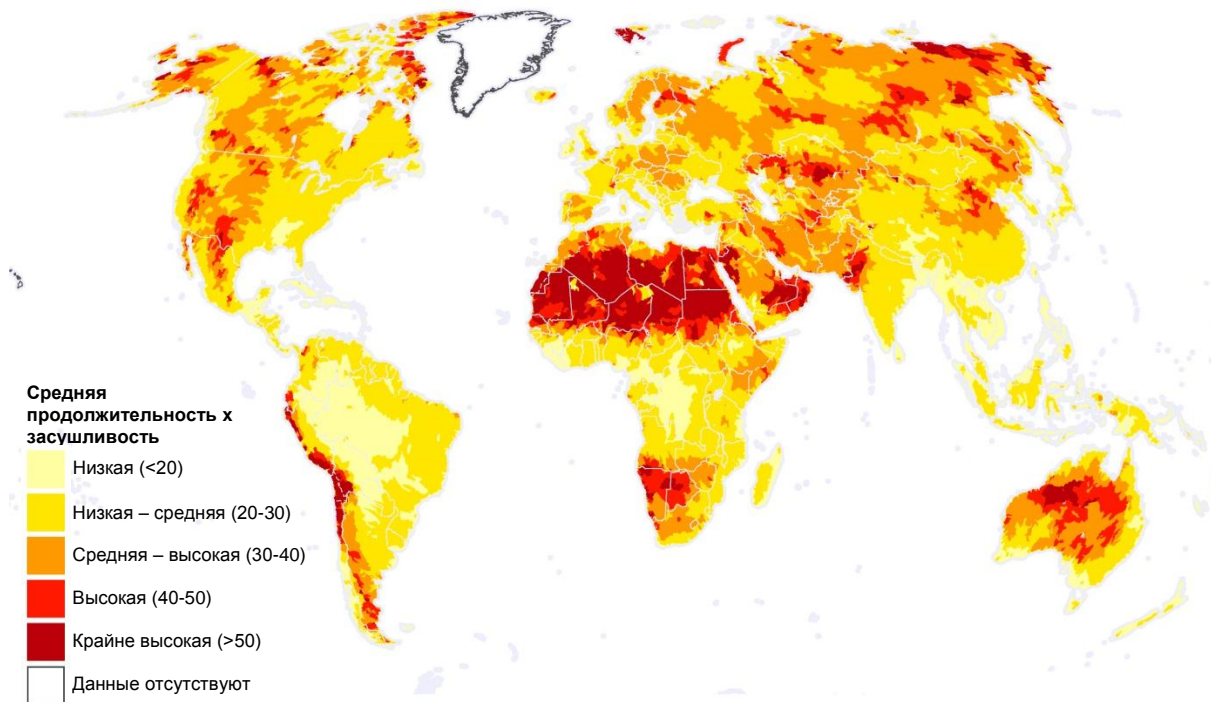 Средняя
продолжительность х
засушливость
Низкая (<20)
Низкая – средняя (20-30)
Средняя – высокая (30-40)
Высокая (40-50)
Крайне высокая (>50)
Данные отсутствуют